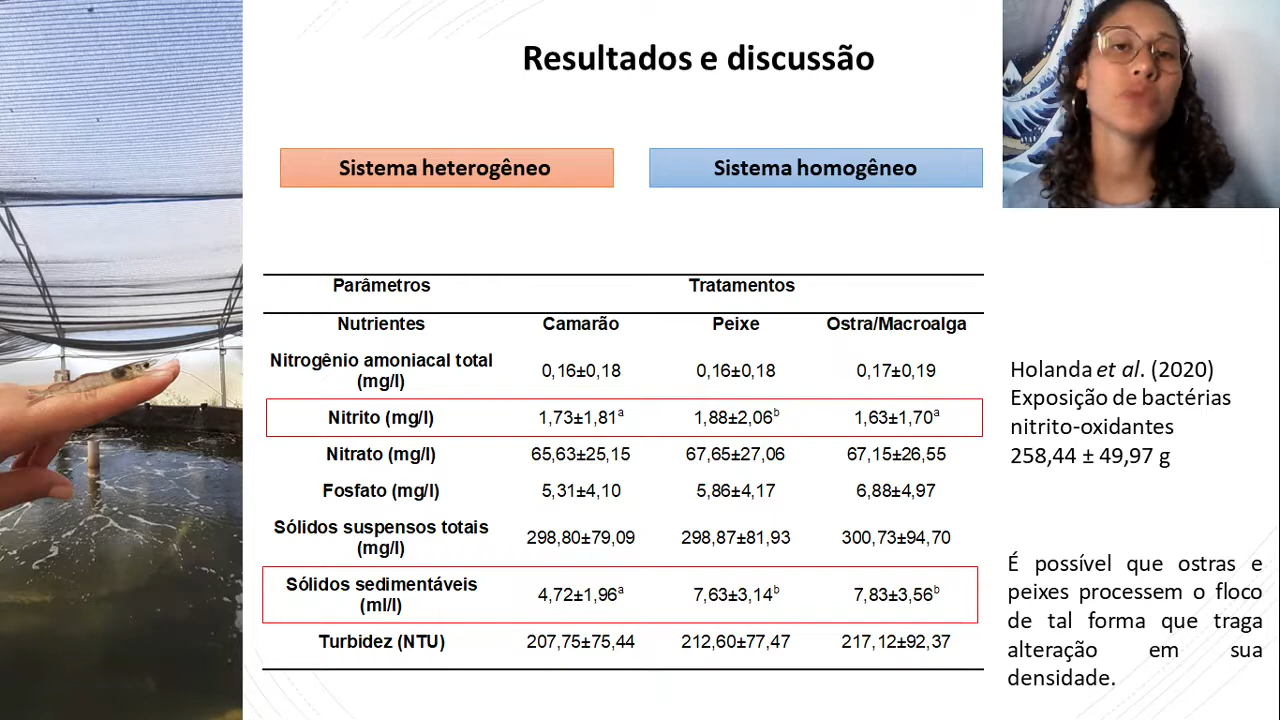 Resultados e discussão
Sistema heterogêneo Sistema homogêneo
Parâmetros Tratamentos
Nutrientes Camarão Peixe Ostra/Macroalga
Nitrogênio amoniacal total
(mg/l) 0,16±0,18 0,16±0,18 0,17±0,19
Nitrito (mg/l) 1,73±1,81ᵃ 1,88±2,06ᵇ 1,63±1,70ᵃ
Nitrato (mg/l) 65,63±25,15 67,65±27,06 67,15±26,55
Fosfato (mg/l) 5,31±4,10 5,86±4,17 6,88±4,97
Sólidos suspensos totais
(mg/l) 298,80±79,09 298,87±81,93 300,73±94,70
Sólidos sedimentáveis
(ml/l) 4,72±1,96ᵃ 7,63±3,14ᵇ 7,83±3,56ᵇ
Turbidez (NTU) 207,75±75,44 212,60±77,47 217,12±92,37
Holanda et al. (2020)
Exposição de bactérias
nitrito-oxidantes
258,44 ± 49,97 g
É possível que ostras e
peixes processem o floco
de tal forma que traga
alteração em sua
densidade.